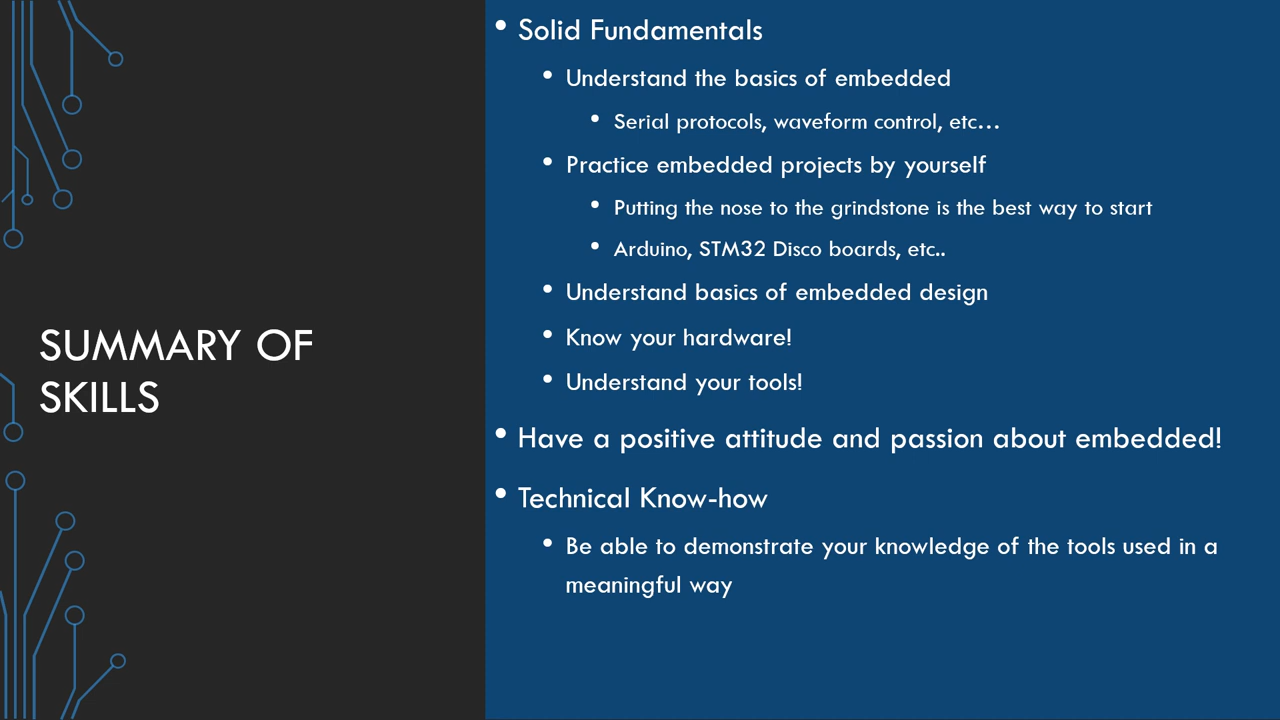 SUMMARY OF
SKILLS
• Solid Fundamentals
• Understand the basics of embedded
• Serial protocols, waveform control, etc…
• Practice embedded projects by yourself
• Putting the nose to the grindstone is the best way to start
• Arduino, STM32 Disco boards, etc..
• Understand basics of embedded design
• Know your hardware!
• Understand your tools!
• Have a positive attitude and passion about embedded!
• Technical Know-how
• Be able to demonstrate your knowledge of the tools used in a
meaningful way